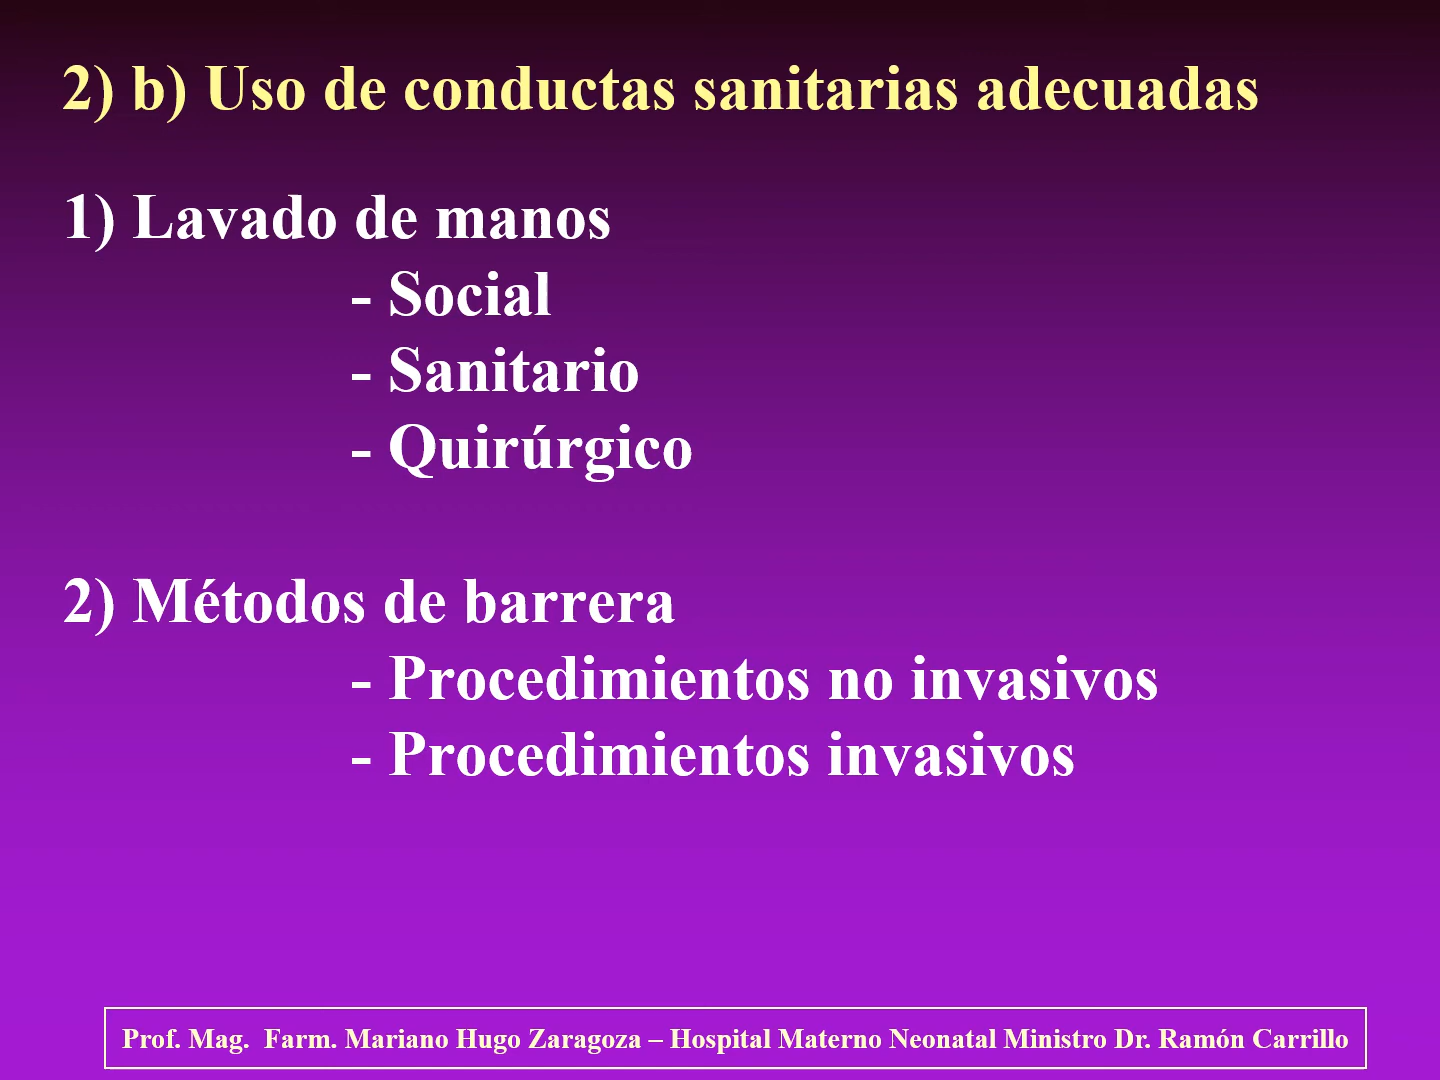 2) b) Uso de conductas sanitarias adecuadas
1) Lavado de manos
- Social
- Sanitario
- Quirúrgico
2) Métodos de barrera
- Procedimientos no invasivos
- Procedimientos invasivos
Prof. Mag.  Farm. Mariano Hugo Zaragoza – Hospital Materno Neonatal Ministro Dr. Ramón Carrillo